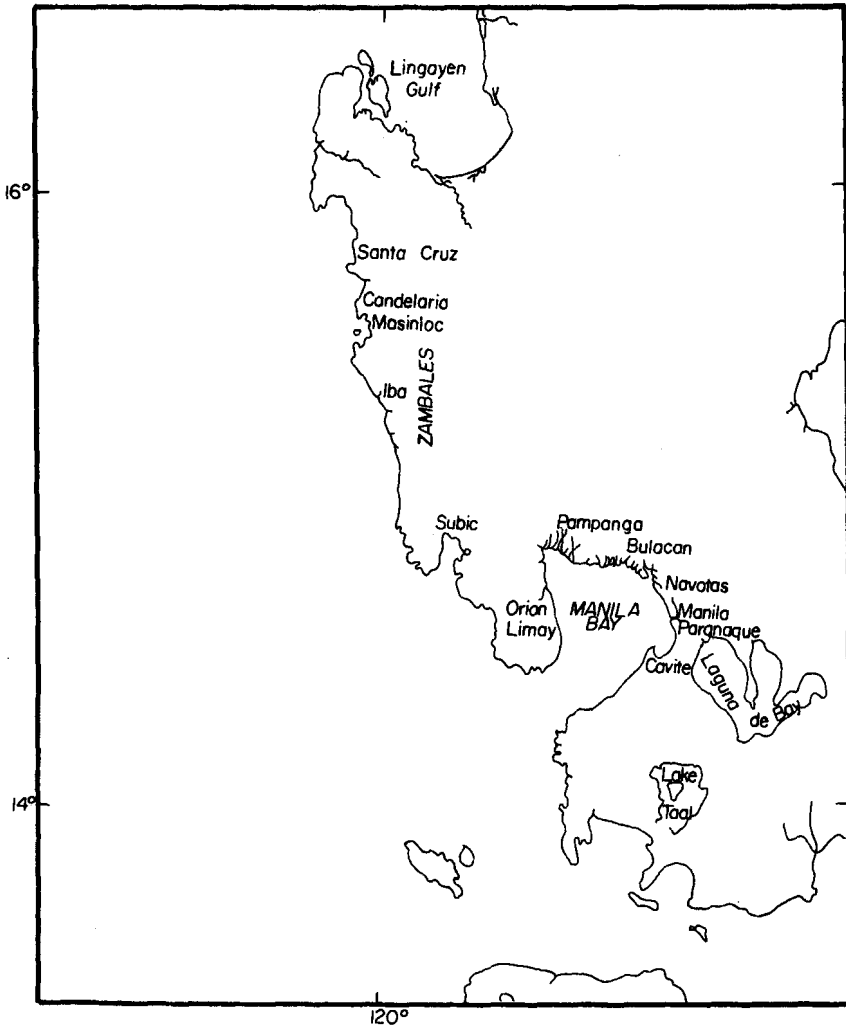 Lingayen
Gulf
16°
Santa Cruz
Candelaria
Masinloc
ZAMBALES
Iba
Subic
Pampanga
Bulacan
Navotas
Orion
Limay
MANILA
BAY
Manila
Paranaque
Cavite
Laguna
de Bay
Lake
Taal
14°
120°